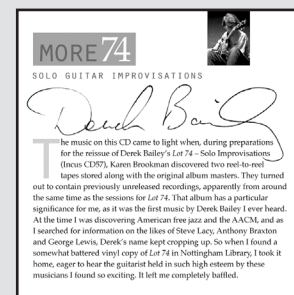 MORE 74
SOLO GUITAR IMPROVISATIONS
Derek Bailey
The music on this CD came to light when, during preparations
for the reissue of Derek Bailey's Lot 74 – Solo Improvisations
(Incus CD57), Karen Brookman discovered two reel-to-reel
tapes stored along with the original album masters. They turned
out to contain previously unreleased recordings, apparently from around
the same time as the sessions for Lot 74. That album has a particular
significance for me, as it was the first music by Derek Bailey I ever heard.
At the time I was discovering American free jazz and the AACM, and as
I searched for information on the likes of Steve Lacy, Anthony Braxton
and George Lewis, Derek's name kept cropping up. So when I found a
somewhat battered vinyl copy of Lot 74 in Nottingham Library, I took it
home, eager to hear the guitarist held in such high esteem by these
musicians I found so exciting. It left me completely baffled.